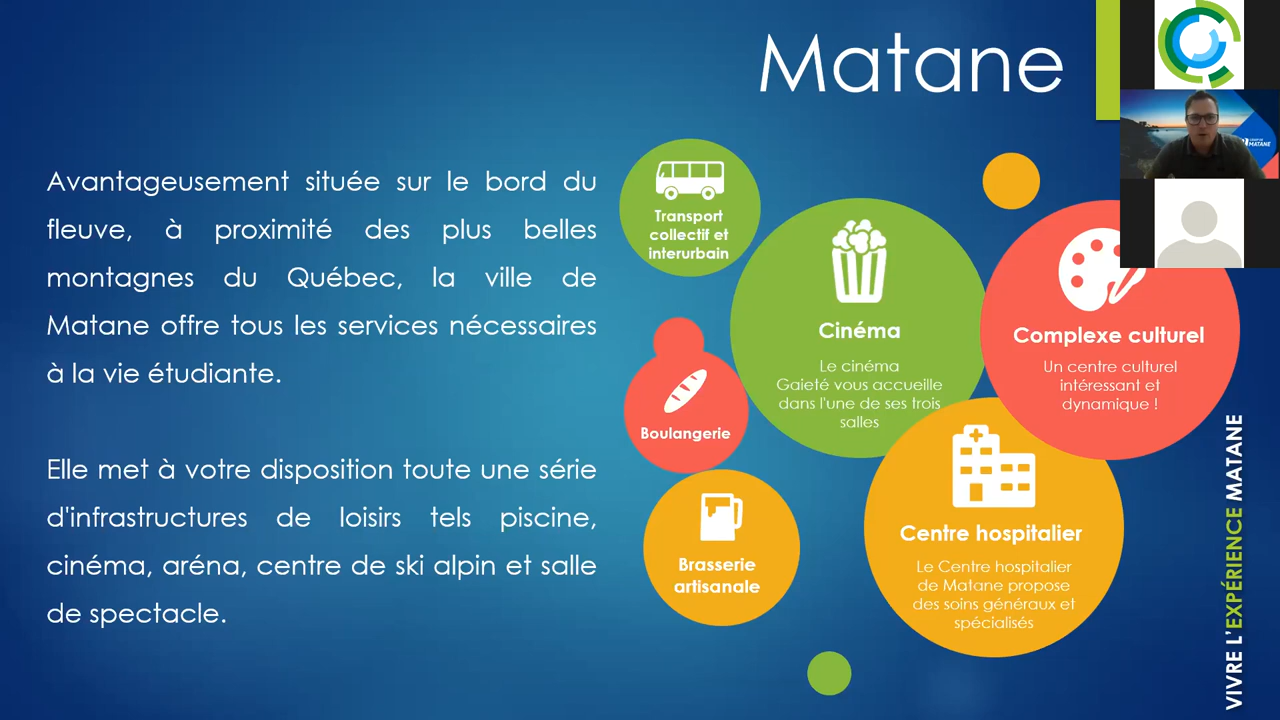 Matane
Avantageusement située sur le bord du
fleuve, à proximité des plus belles
montagnes du Québec, la ville de
Matane offre tous les services nécessaires
à la vie étudiante.
Elle met à votre disposition toute une série
d'infrastructures de loisirs tels piscine,
cinéma, aréna, centre de ski alpin et salle
de spectacle.
Transport
collectif et
interurbain
Cinéma
Le cinéma
Gaieté vous accueille
dans l'une de ses trois
salles
Complexe culturel
Un centre culturel
intéressant et
dynamique !
Boulangerie
Brasserie
artisanale
Centre hospitalier
Le Centre hospitalier
de Matane propose
des soins généraux et
spécialisés
VIVRE L'EXPÉRIENCE MATANE
MATANE